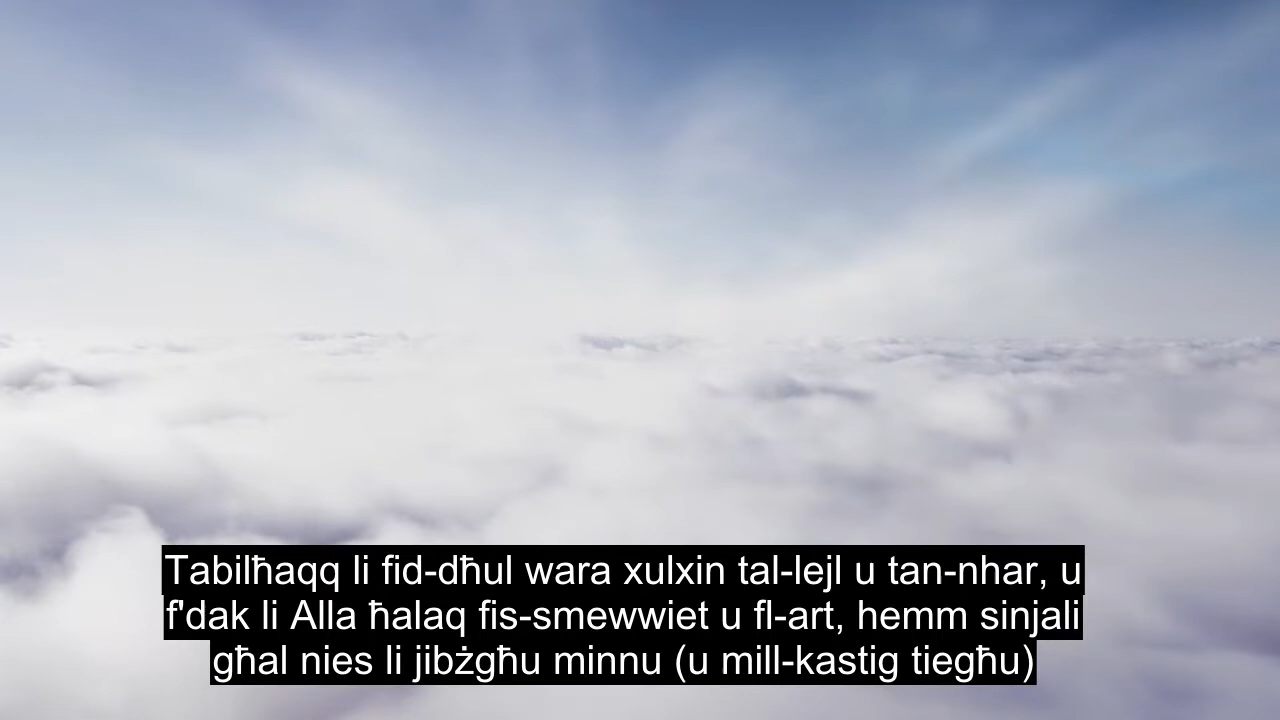 Tabilħaqq li fid-dħul wara xulxin tal-lejl u tan-nhar, u
f'dak li Alla ħalaq fis-smewwiet u fl-art, hemm sinjali
għal nies li jibżgħu minnu (u mill-kastig tiegħu)